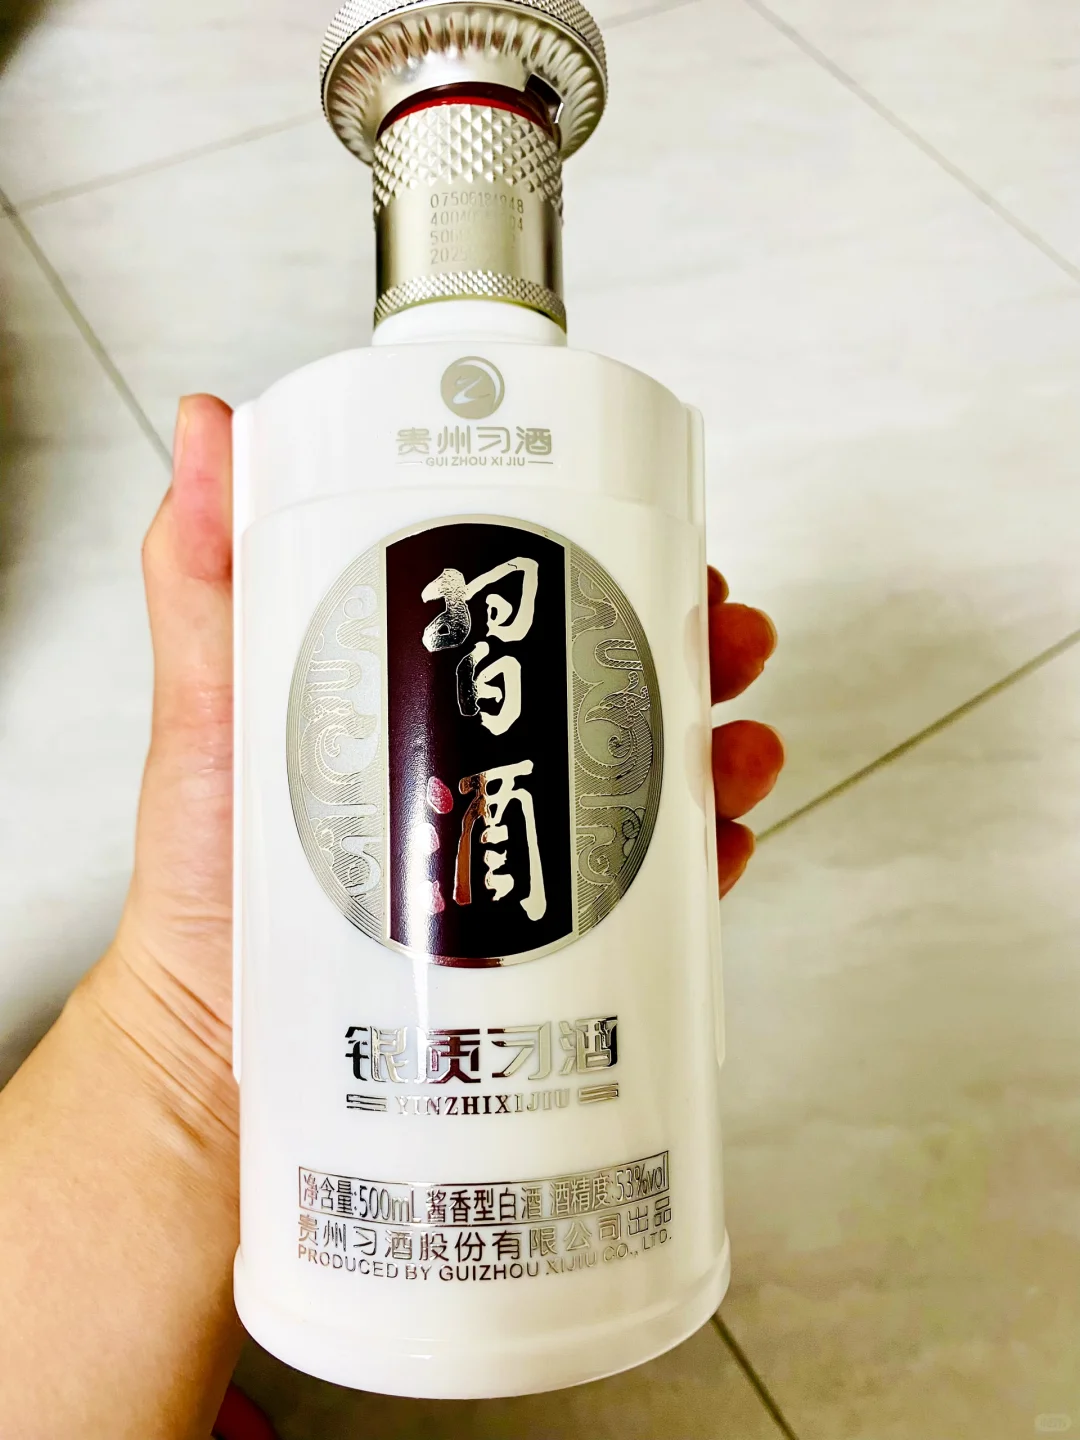 贵州习酒
GUI ZHOU XI JIU
習酒
银质习酒
YINZHIXIJIU
净含量:500mL 酱香型白酒 酒精度:53%vol
贵州习酒股份有限公司出品
PRODUCED BY GUIZHOU XIJIU CO., LTD.